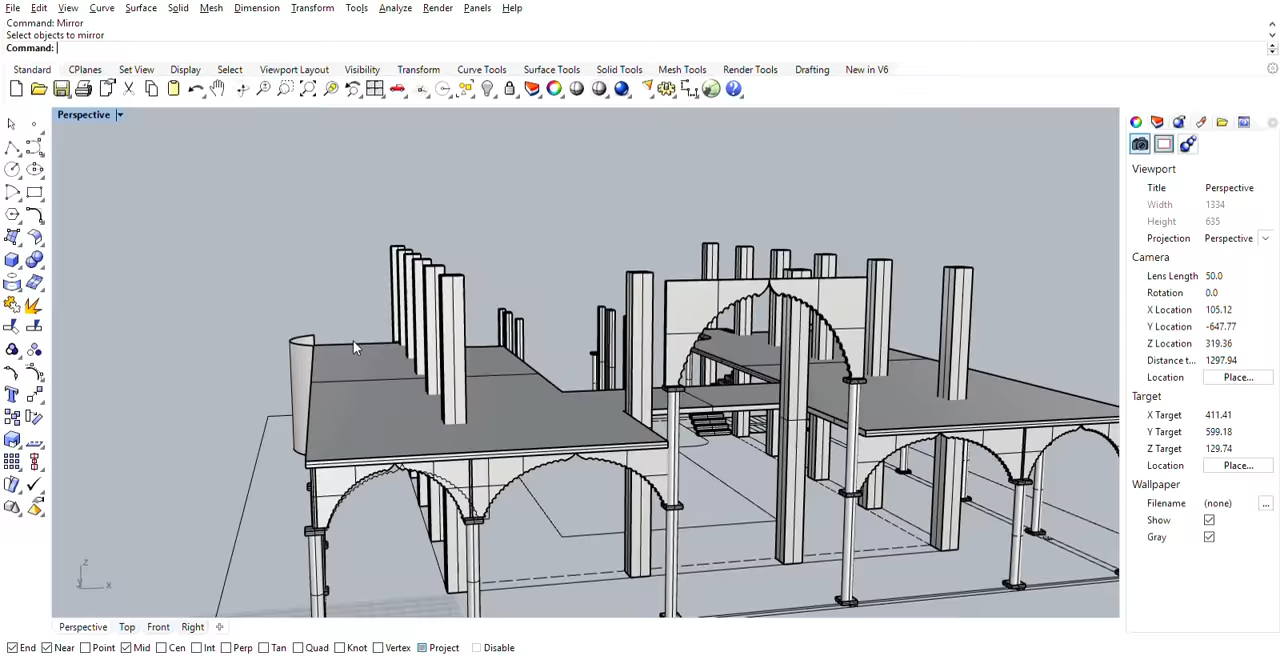 File Edit View Curve Surface Solid Mesh Dimension Transform Tools Analyze Render Panels Help
Command: Mirror
Select objects to mirror
Command:
Standard CPlanes Set View Display Select Viewport Layout Visibility Transform Curve Tools Surface Tools Solid Tools Mesh Tools Render Tools Drafting New in V6
Perspective
Viewport
Title Perspective
Width 1334
Height 635
Projection Perspective
Camera
Lens Length 50.0
Rotation 0.0
X Location 105.12
Y Location -647.77
Z Location 319.36
Distance t... 1297.94
Location Place...
Target
X Target 411.41
Y Target 599.18
Z Target 129.74
Location Place...
Wallpaper
Filename (none) ...
Show
Gray
z
y x
Perspective Top Front Right
End Near Point Mid Cen Int Perp Tan Quad Knot Vertex Project Disable